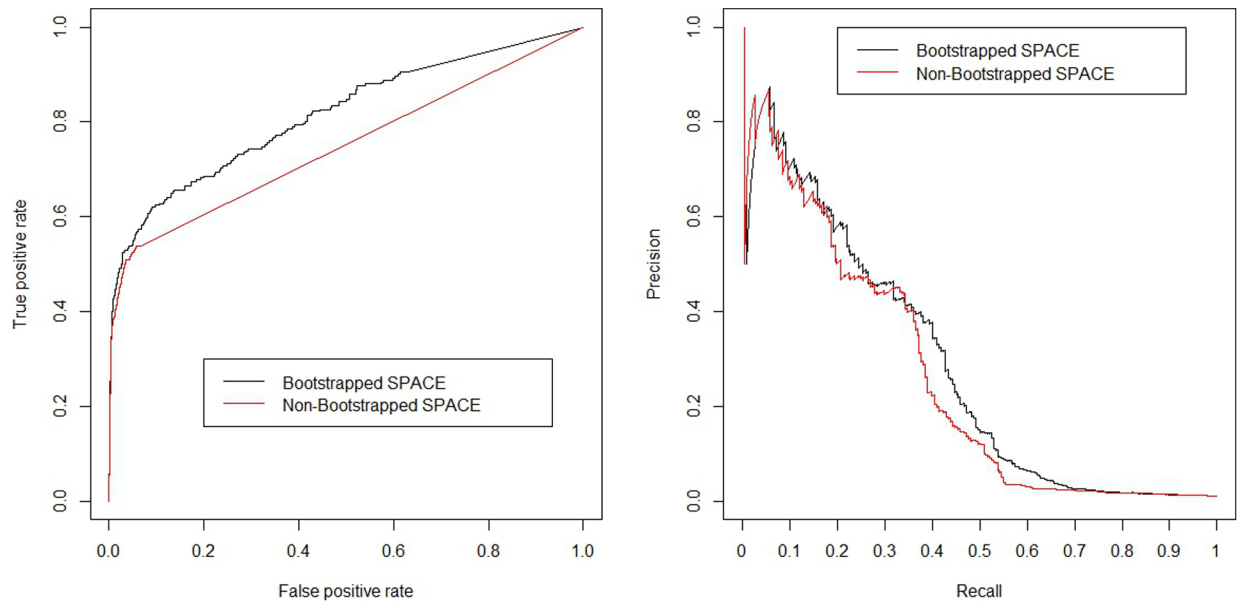 1.0
0.8
0.6
0.4
0.2
0.0
True positive rate
Bootstrapped SPACE
Non-Bootstrapped SPACE
0.0 0.2 0.4 0.6 0.8 1.0
False positive rate
1.0
0.8
0.6
0.4
0.2
0.0
Precision
Bootstrapped SPACE
Non-Bootstrapped SPACE
0 0.1 0.2 0.3 0.4 0.5 0.6 0.7 0.8 0.9 1
Recall